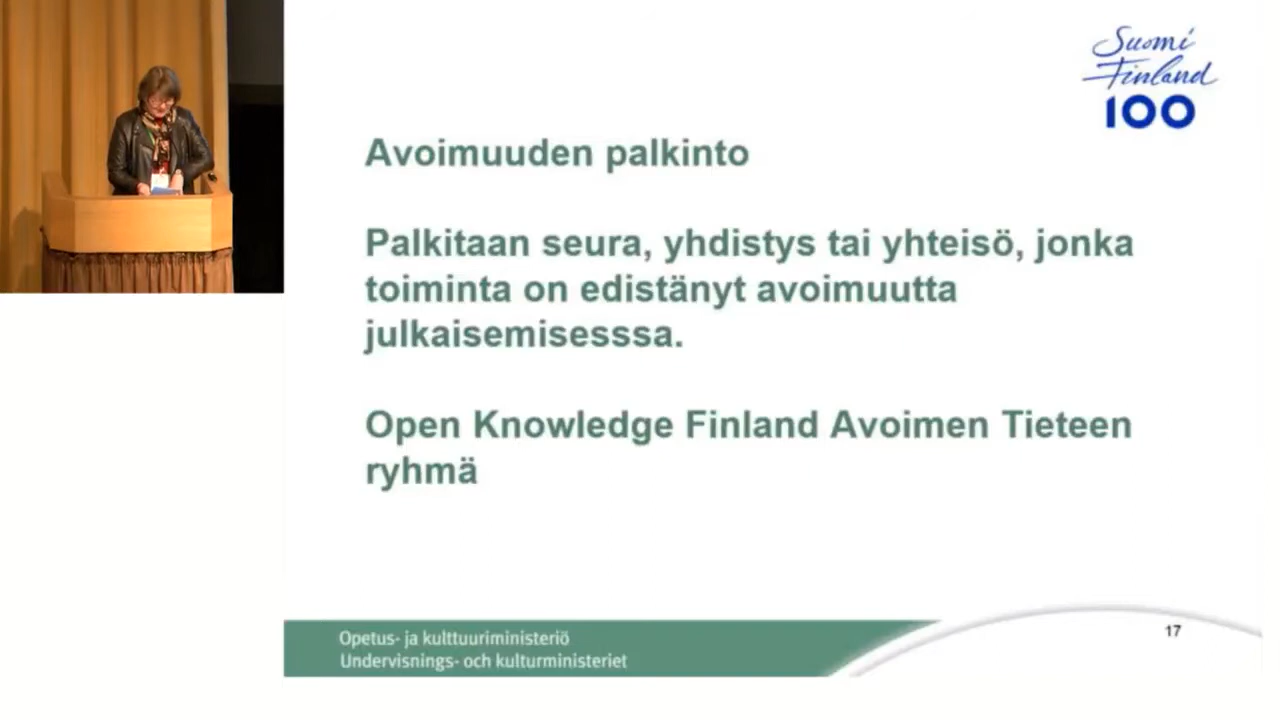 Suomi
Finland
100
Avoimuuden palkinto
Palkitaan seura, yhdistys tai yhteisö, jonka
toiminta on edistänyt avoimuutta
julkaisemisesssa.
Open Knowledge Finland Avoimen Tieteen
ryhmä
Opetus- ja kulttuuriministeriö
Undervisnings- och kulturministeriet
17